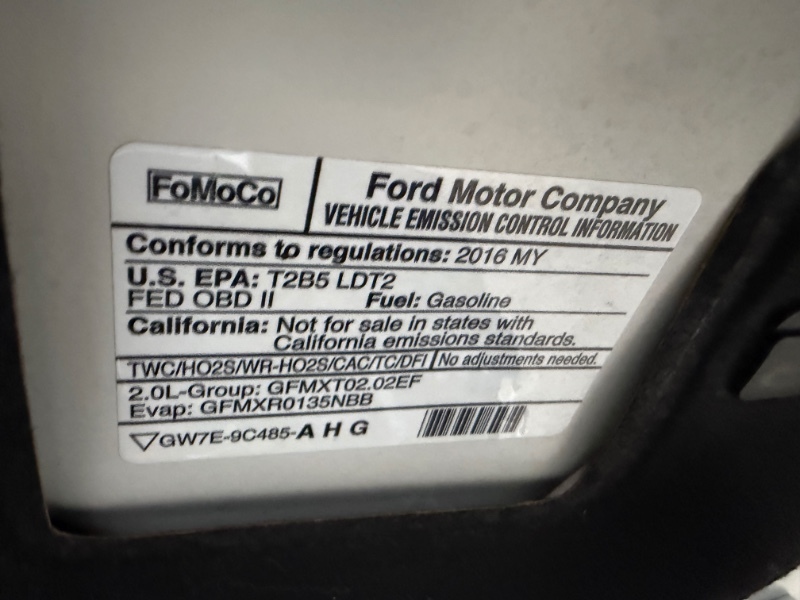 FoMoCo
Ford Motor Company
VEHICLE EMISSION CONTROL INFORMATION
Conforms to regulations: 2016 MY
U.S. EPA: T2B5 LDT2
FED OBD II Fuel: Gasoline
California: Not for sale in states with
California emissions standards.
TWC/HO2S/WR-HO2S/CAC/TC/DFI No adjustments needed.
2.0L-Group: GFMXT02.02EF
Evap: GFMXR0135NBB
GW7E-9C485-A H G